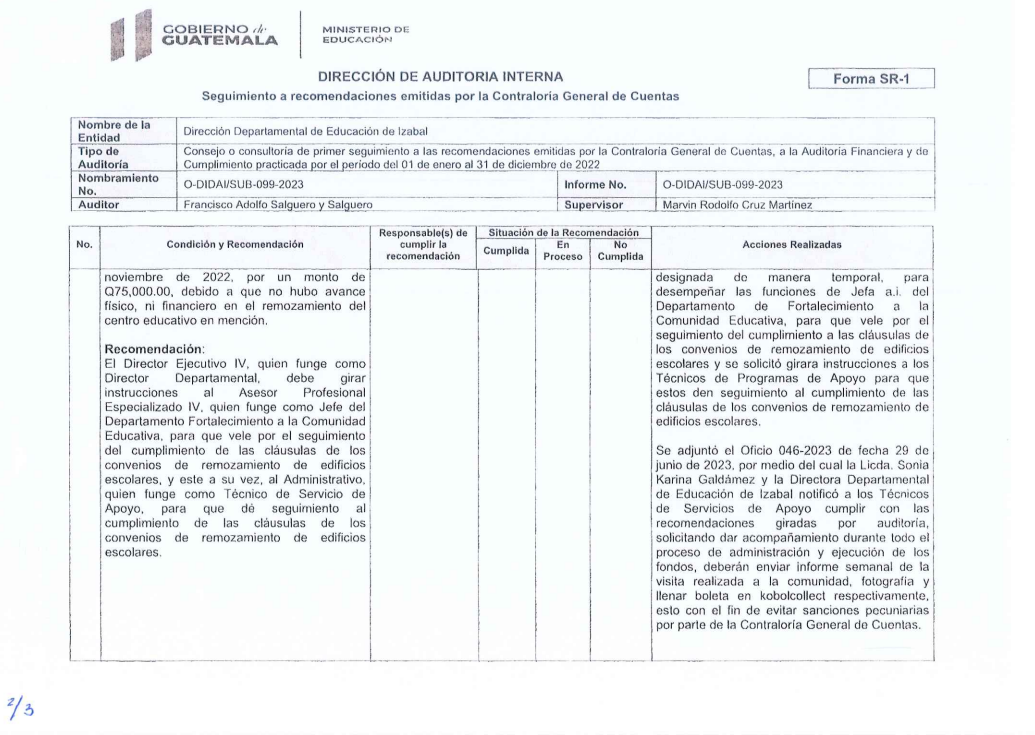 GOBIERNO de
GUATEMALA
MINISTERIO DE
EDUCACIÓN
DIRECCIÓN DE AUDITORIA INTERNA
Forma SR-1
Seguimiento a recomendaciones emitidas por la Contraloría General de Cuentas
Nombre de la
Entidad
Dirección Departamental de Educación de Izabal
Tipo de
Auditoría
Consejo o consultoría de primer seguimiento a las recomendaciones emitidas por la Contraloría General de Cuentas, a la Auditoría Financiera y de
Cumplimiento practicada por el período del 01 de enero al 31 de diciembre de 2022
Nombramiento
No.
O-DIDAI/SUB-099-2023
Informe No.
O-DIDAI/SUB-099-2023
Auditor
Francisco Adolfo Salguero y Salguero
Supervisor
Marvin Rodolfo Cruz Martínez
No.
Condición y Recomendación
Responsable(s) de
cumplir la
recomendación
Situación de la Recomendación
Cumplida
En
Proceso
No
Cumplida
Acciones Realizadas
noviembre de 2022, por un monto de
Q75,000.00, debido a que no hubo avance
físico, ni financiero en el remozamiento del
centro educativo en mención.
Recomendación:
El Director Ejecutivo IV, quien funge como
Director Departamental, debe girar
instrucciones al Asesor Profesional
Especializado IV, quien funge como Jefe del
Departamento Fortalecimiento a la Comunidad
Educativa, para que vele por el seguimiento
del cumplimiento de las cláusulas de los
convenios de remozamiento de edificios
escolares, y este a su vez, al Administrativo,
quien funge como Técnico de Servicio de
Apoyo, para que dé seguimiento al
cumplimiento de las cláusulas de los
convenios de remozamiento de edificios
escolares.
designada de manera temporal, para
desempeñar las funciones de Jefa a.i. del
Departamento de Fortalecimiento a la
Comunidad Educativa, para que vele por el
seguimiento del cumplimiento a las cláusulas de
los convenios de remozamiento de edificios
escolares y se solicitó girara instrucciones a los
Técnicos de Programas de Apoyo para que
estos den seguimiento al cumplimiento de las
cláusulas de los convenios de remozamiento de
edificios escolares.
Se adjuntó el Oficio 046-2023 de fecha 29 de
junio de 2023, por medio del cual la Licda. Sonia
Karina Galdámez y la Directora Departamental
de Educación de Izabal notificó a los Técnicos
de Servicios de Apoyo cumplir con las
recomendaciones giradas por auditoría,
solicitando dar acompañamiento durante todo el
proceso de administración y ejecución de los
fondos, deberán enviar informe semanal de la
visita realizada a la comunidad, fotografía y
llenar boleta en kobolcollect respectivamente,
esto con el fin de evitar sanciones pecuniarias
por parte de la Contraloría General de Cuentas.
2/3